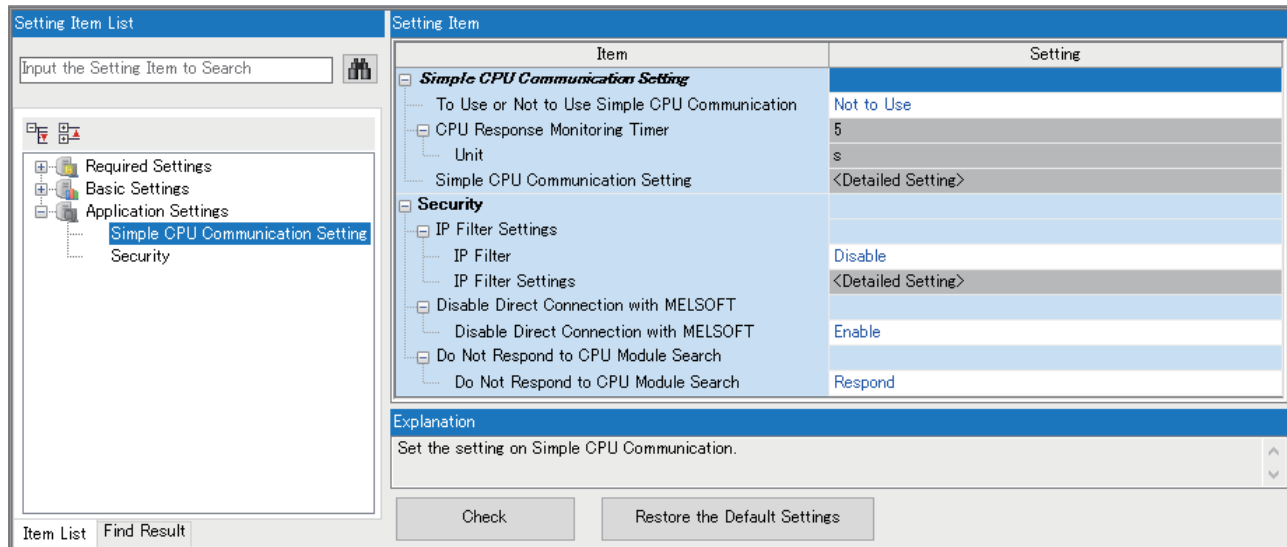 Setting Item List
Input the Setting Item to Search
Required Settings
Basic Settings
Application Settings
Simple CPU Communication Setting
Security
Item List Find Result
Setting Item
Item Setting
Simple CPU Communication Setting
To Use or Not to Use Simple CPU Communication Not to Use
CPU Response Monitoring Timer 5
Unit s
Simple CPU Communication Setting <Detailed Setting>
Security
IP Filter Settings
IP Filter Disable
IP Filter Settings <Detailed Setting>
Disable Direct Connection with MELSOFT
Disable Direct Connection with MELSOFT Enable
Do Not Respond to CPU Module Search
Do Not Respond to CPU Module Search Respond
Explanation
Set the setting on Simple CPU Communication.
Check Restore the Default Settings